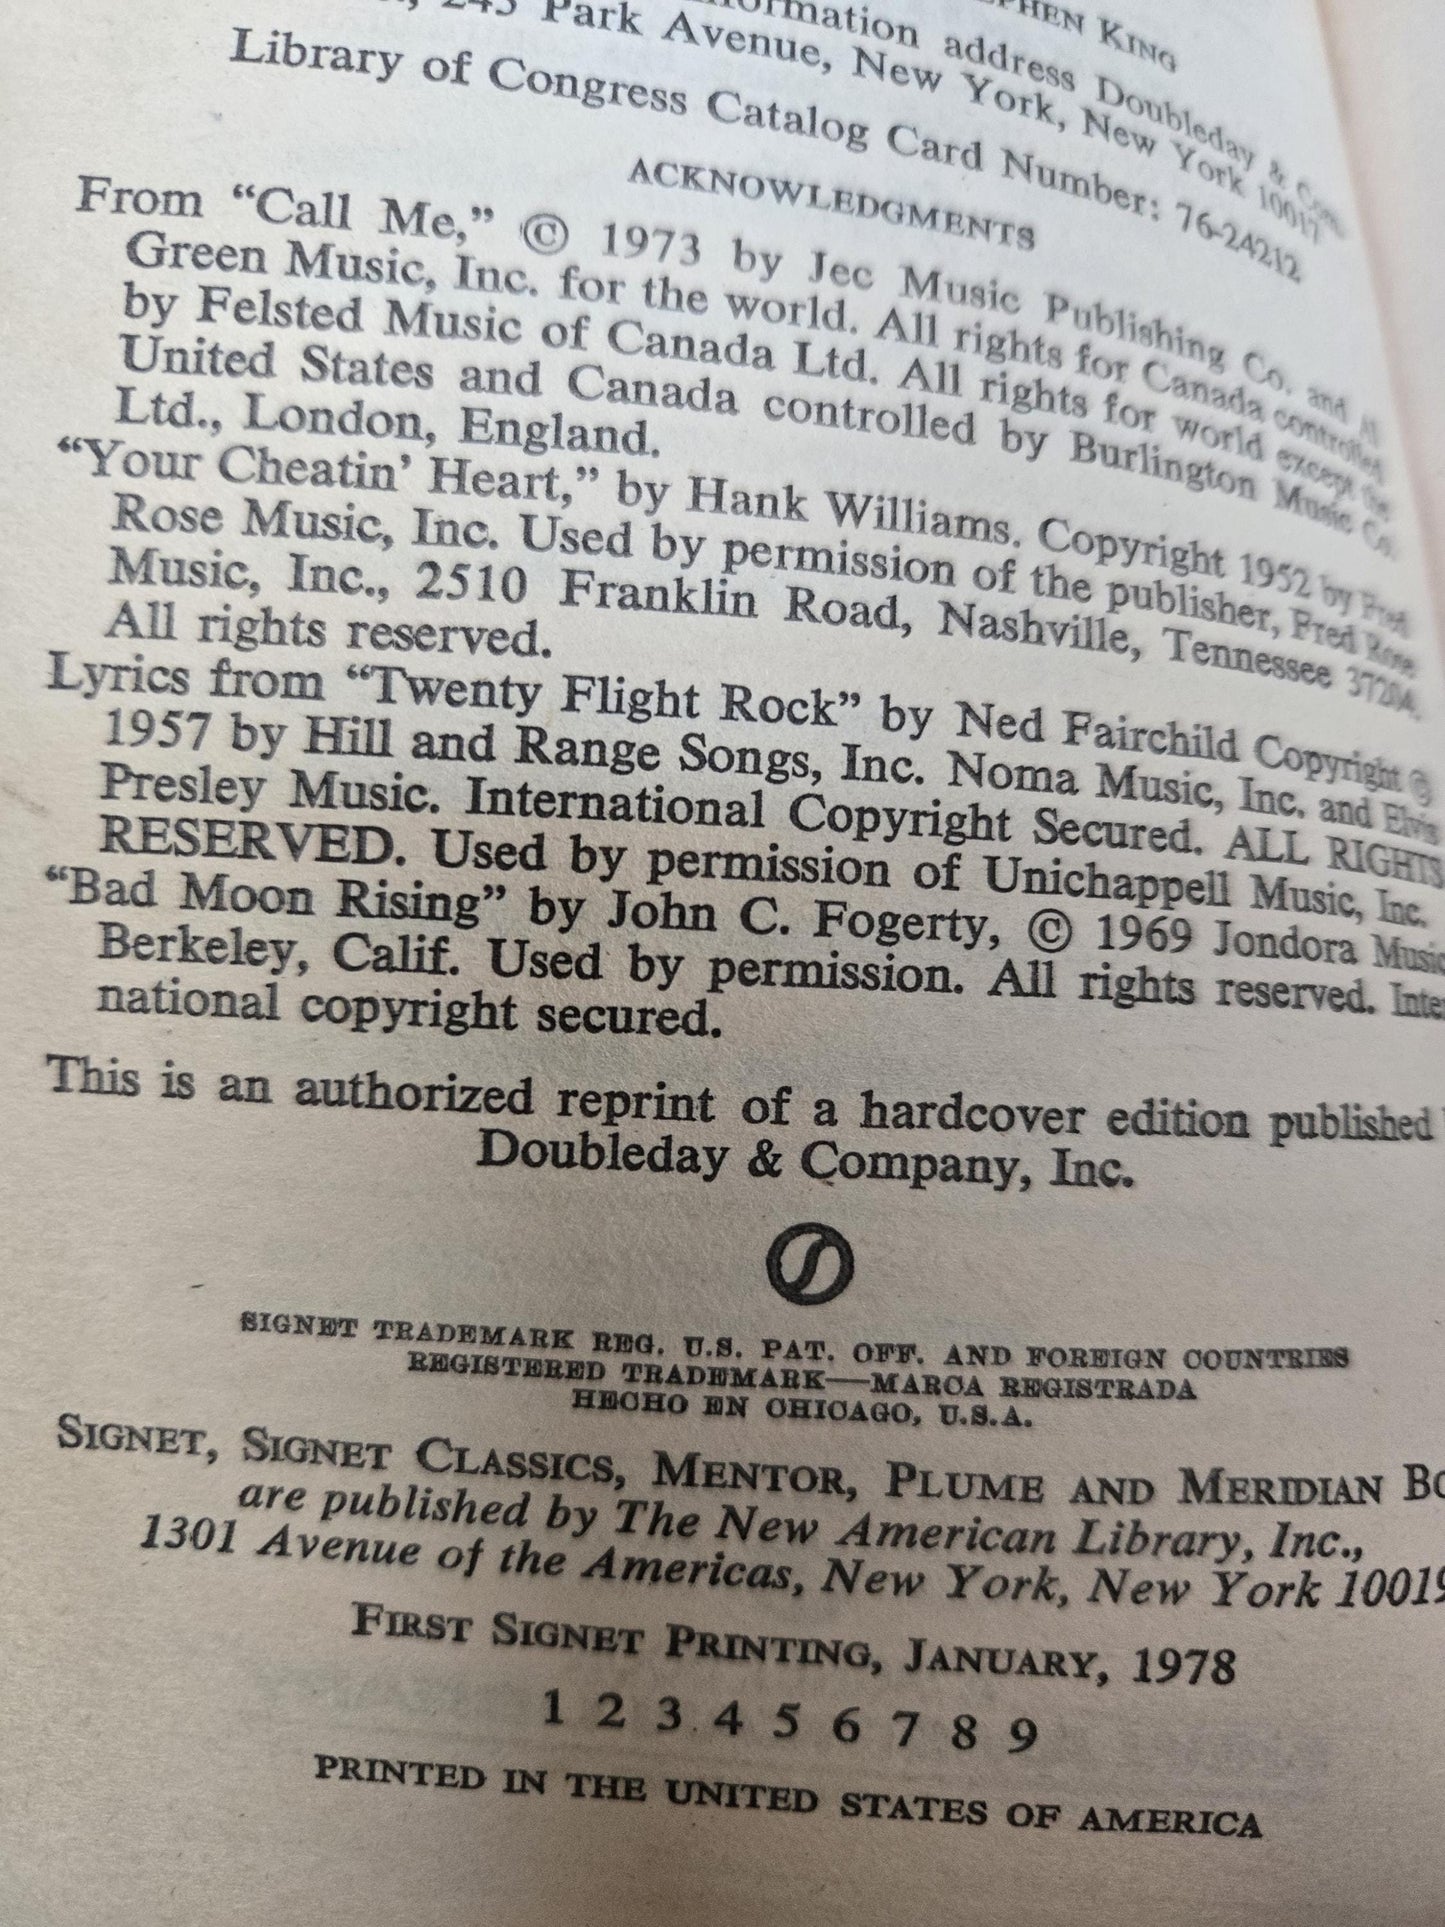 PHEN KING
ormation address Doubleday & Com-
245 Park Avenue, New York, New York 10017
Library of Congress Catalog Card Number: 76-24212
ACKNOWLEDGMENTS
From “Call Me,” © 1973 by Jec Music Publishing Co. and Al
Green Music, Inc. for the world. All rights for Canada controlled
by Felsted Music of Canada Ltd. All rights for world except the
United States and Canada controlled by Burlington Music Co.
Ltd., London, England.
“Your Cheatin’ Heart,” by Hank Williams. Copyright 1952 by Fred
Rose Music, Inc. Used by permission of the publisher, Fred Rose
Music, Inc., 2510 Franklin Road, Nashville, Tennessee 37204.
All rights reserved.
Lyrics from “Twenty Flight Rock” by Ned Fairchild Copyright ©
1957 by Hill and Range Songs, Inc. Noma Music, Inc. and Elvis
Presley Music. International Copyright Secured. ALL RIGHTS
RESERVED. Used by permission of Unichappell Music, Inc.
“Bad Moon Rising” by John C. Fogerty, © 1969 Jondora Music
Berkeley, Calif. Used by permission. All rights reserved. Inter
national copyright secured.
This is an authorized reprint of a hardcover edition published
Doubleday & Company, Inc.
SIGNET TRADEMARK REG. U.S. PAT. OFF. AND FOREIGN COUNTRIES
REGISTERED TRADEMARK—MARCA REGISTRADA
HECHO EN CHICAGO, U.S.A.
SIGNET, SIGNET CLASSICS, MENTOR, PLUME AND MERIDIAN BO
are published by The New American Library, Inc.,
1301 Avenue of the Americas, New York, New York 10019
FIRST SIGNET PRINTING, JANUARY, 1978
1 2 3 4 5 6 7 8 9
PRINTED IN THE UNITED STATES OF AMERICA